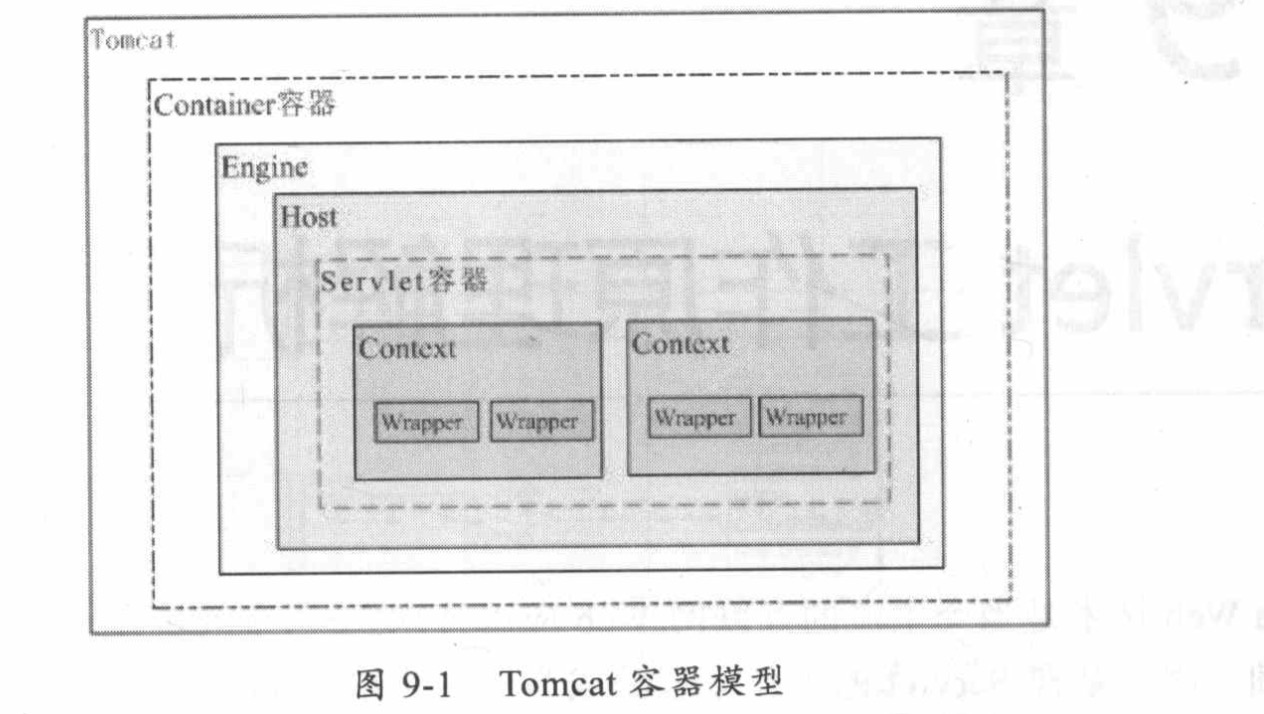 Tomcat
Container容器
Engine
Host
Servlet容器
Context Context
Wrapper Wrapper Wrapper Wrapper
图 9-1 Tomcat 容器模型